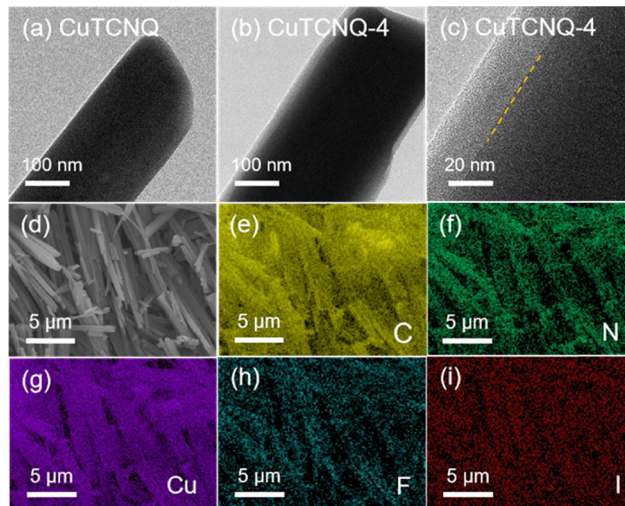 (a) CuTCNQ
100 nm
(b) CuTCNQ-4
100 nm
(c) CuTCNQ-4
20 nm
(d)
5 µm
(e)
5 µm
C
(f)
5 µm
N
(g)
5 µm
Cu
(h)
5 µm
F
(i)
5 µm
I